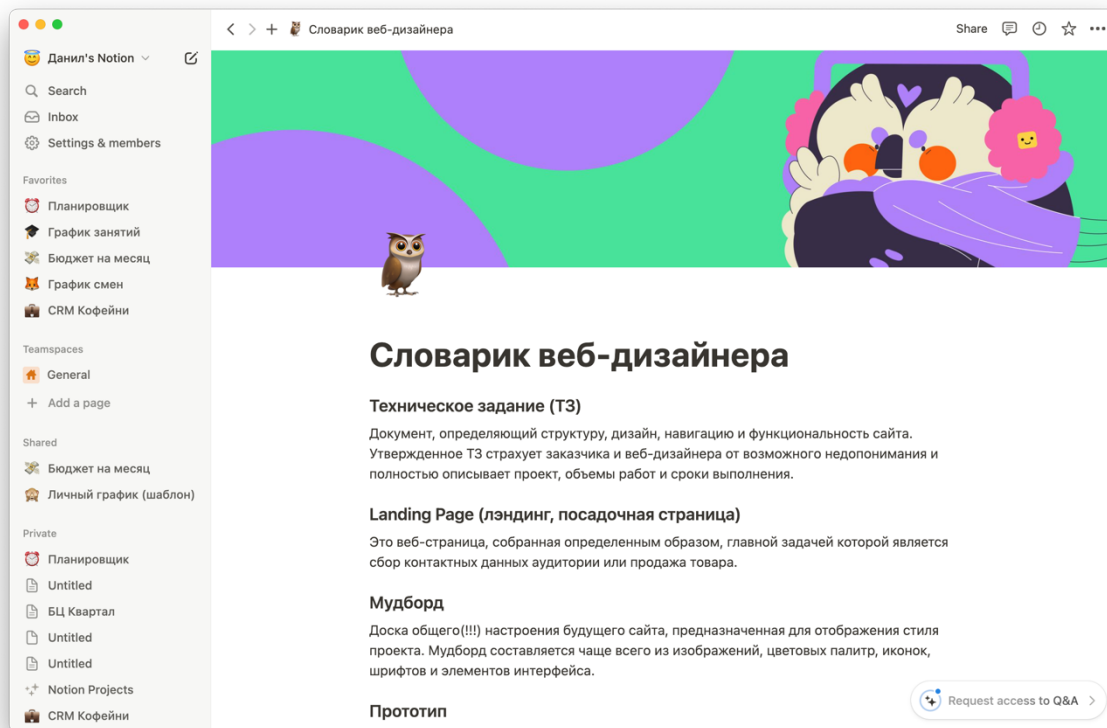 Данил's Notion
Search
Inbox
Settings & members
Favorites
Планировщик
График занятий
Бюджет на месяц
График смен
CRM Кофейни
Teamspaces
General
Add a page
Shared
Бюджет на месяц
Личный график (шаблон)
Private
Планировщик
Untitled
БЦ Квартал
Untitled
Untitled
Notion Projects
CRM Кофейни
Словарик веб-дизайнера
Share
Словарик веб-дизайнера
Техническое задание (ТЗ)
Документ, определяющий структуру, дизайн, навигацию и функциональность сайта.
Утвержденное ТЗ страхует заказчика и веб-дизайнера от возможного недопонимания и
полностью описывает проект, объемы работ и сроки выполнения.
Landing Page (лэндинг, посадочная страница)
Это веб-страница, собранная определенным образом, главной задачей которой является
сбор контактных данных аудитории или продажа товара.
Мудборд
Доска общего(!!!) настроения будущего сайта, предназначенная для отображения стиля
проекта. Мудборд составляется чаще всего из изображений, цветовых палитр, иконок,
шрифтов и элементов интерфейса.
Прототип
Request access to Q&A